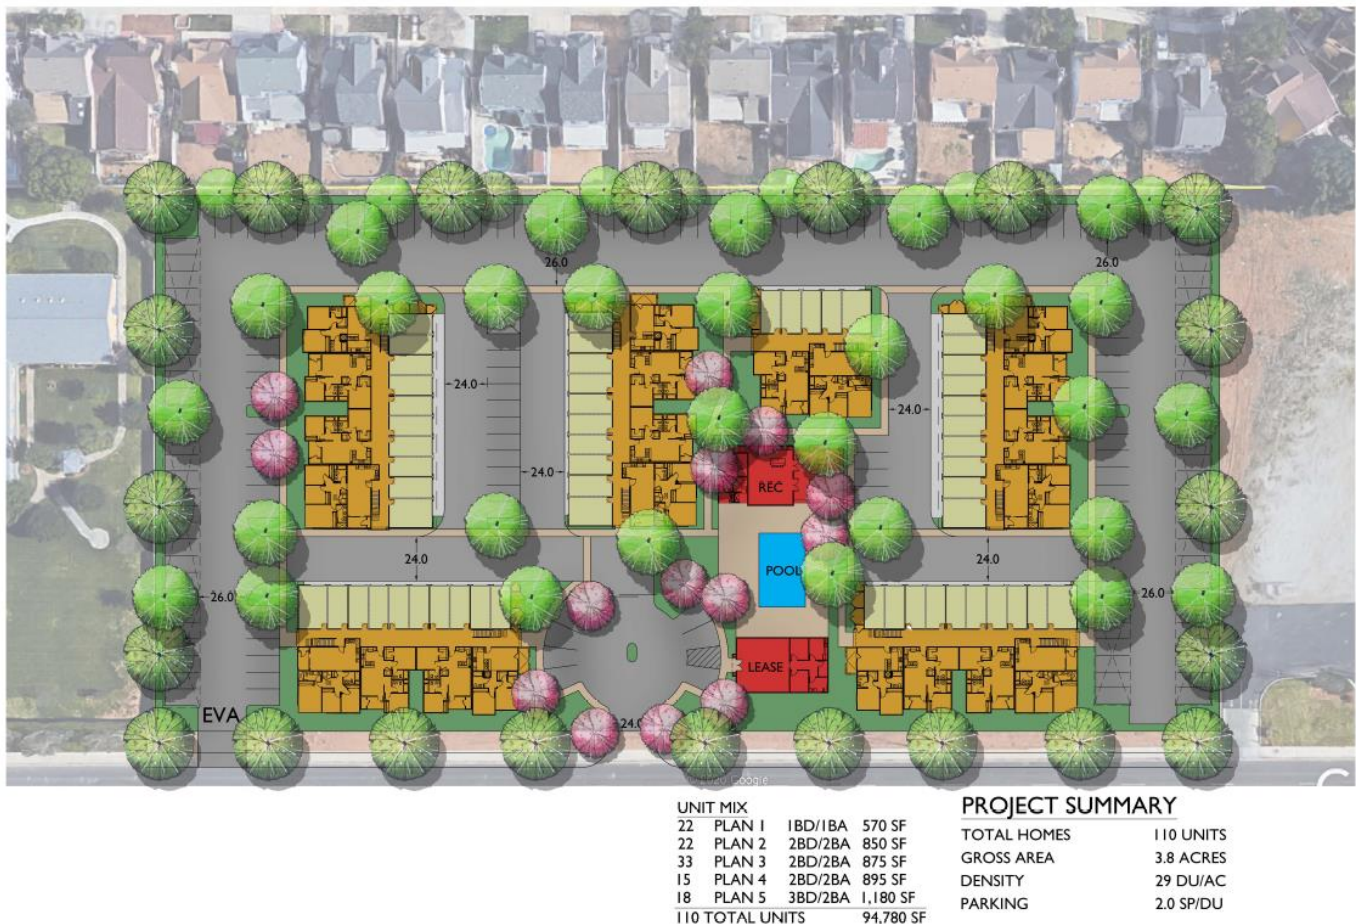 26.0
26.0
24.0
24.0
24.0
REC
24.0
24.0
POOL
26.0
26.0
LEASE
EVA
24.0
©2020 Google
UNIT MIX
22 PLAN 1 1BD/1BA 570 SF
22 PLAN 2 2BD/2BA 850 SF
33 PLAN 3 2BD/2BA 875 SF
15 PLAN 4 2BD/2BA 895 SF
18 PLAN 5 3BD/2BA 1,180 SF
110 TOTAL UNITS 94,780 SF
PROJECT SUMMARY
TOTAL HOMES 110 UNITS
GROSS AREA 3.8 ACRES
DENSITY 29 DU/AC
PARKING 2.0 SP/DU